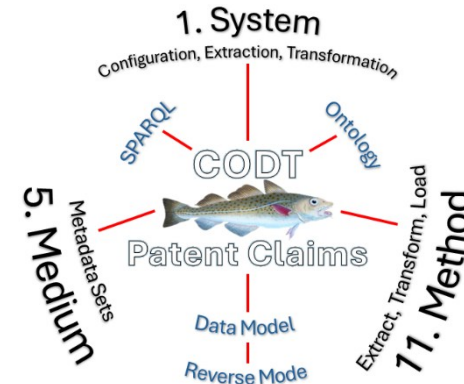 1. System
Configuration, Extraction, Transformation
SPARQL
Ontology
CODT
Patent Claims
5. Medium
Metadata Sets
Extract, Transform, Load
11. Method
Data Model
Reverse Mode